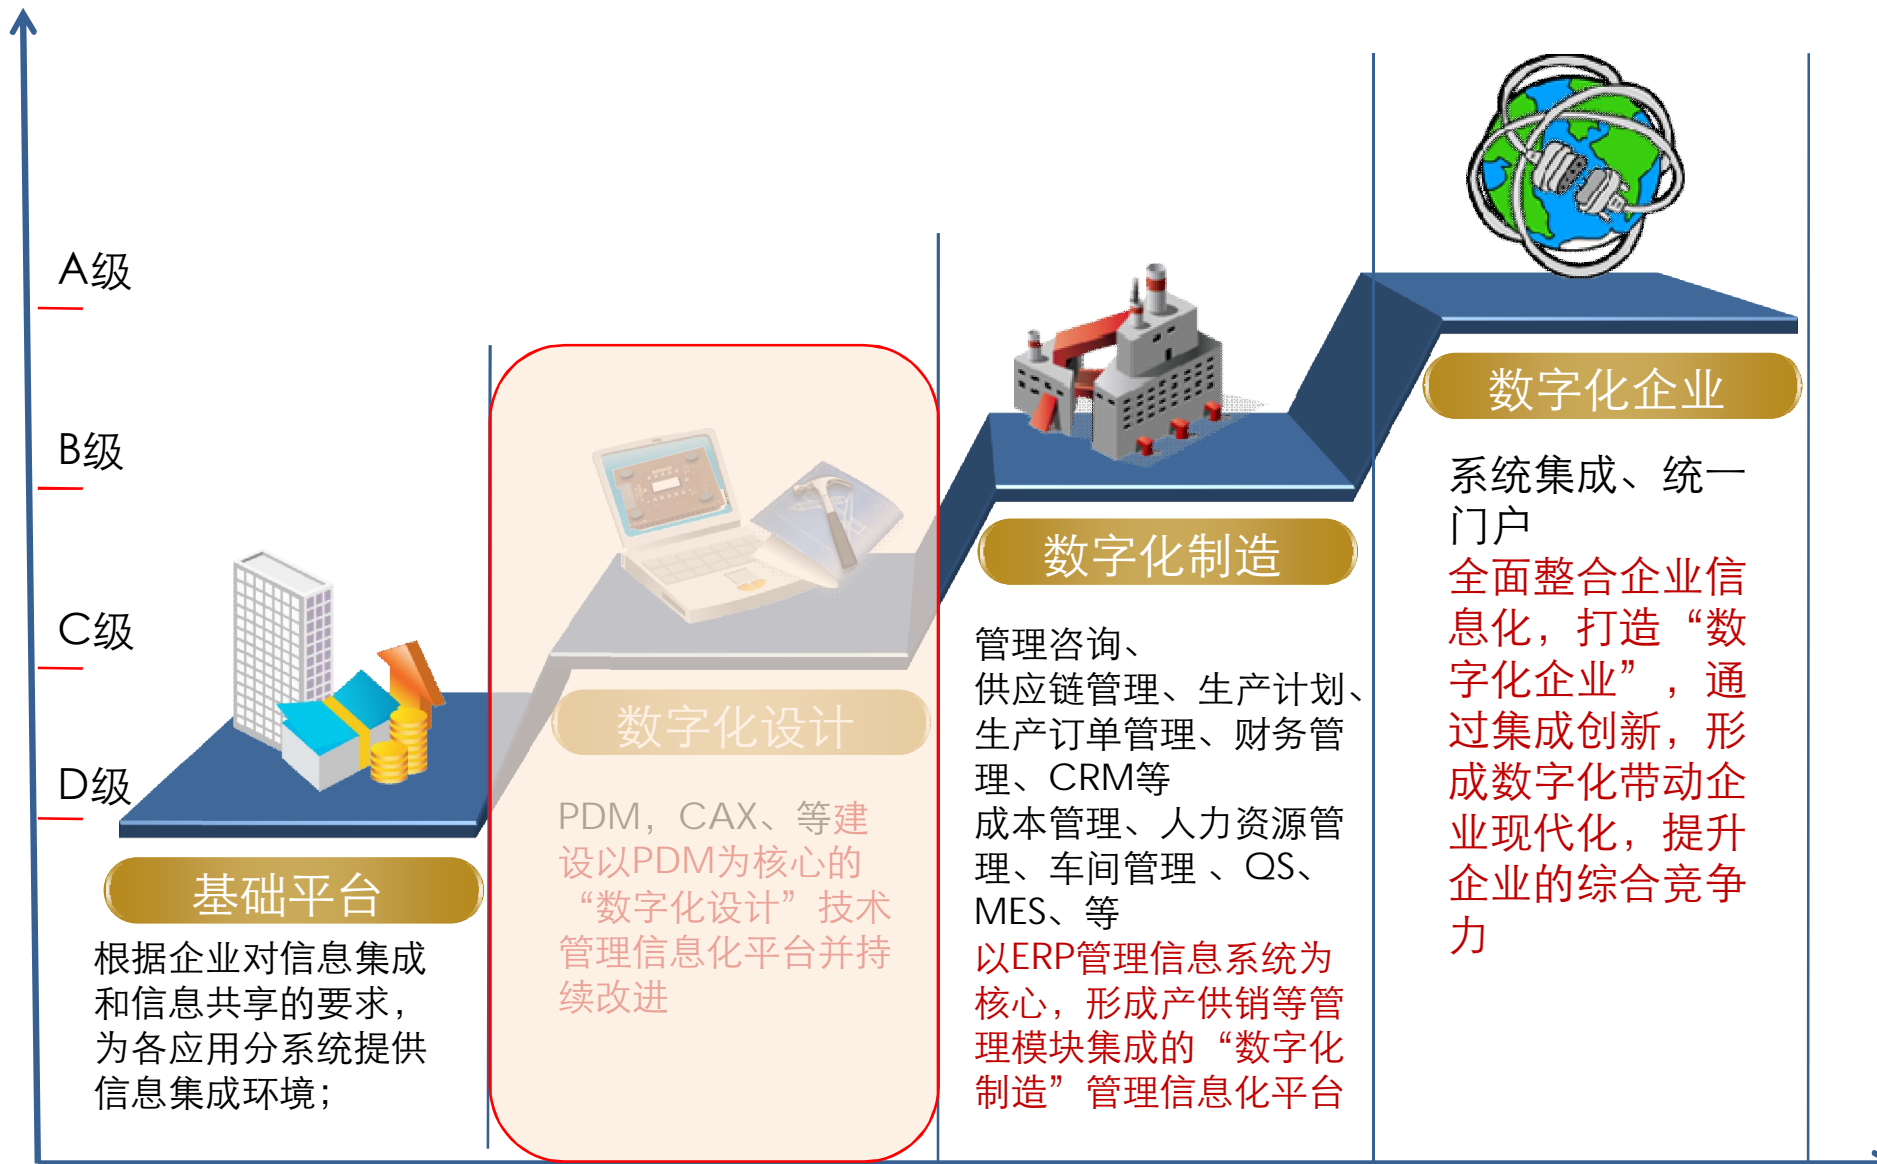 A级
B级
C级
D级
基础平台
根据企业对信息集成
和信息共享的要求，
为各应用分系统提供
信息集成环境；
数字化设计
PDM，CAX、等建
设以PDM为核心的
“数字化设计”技术
管理信息化平台并持
续改进
数字化制造
管理咨询、
供应链管理、生产计划、
生产订单管理、财务管
理、CRM等
成本管理、人力资源管
理、车间管理 、QS、
MES、等
以ERP管理信息系统为
核心，形成产供销等管
理模块集成的“数字化
制造”管理信息化平台
数字化企业
系统集成、统一
门户
全面整合企业信
息化，打造“数
字化企业”，通
过集成创新，形
成数字化带动企
业现代化，提升
企业的综合竞争
力